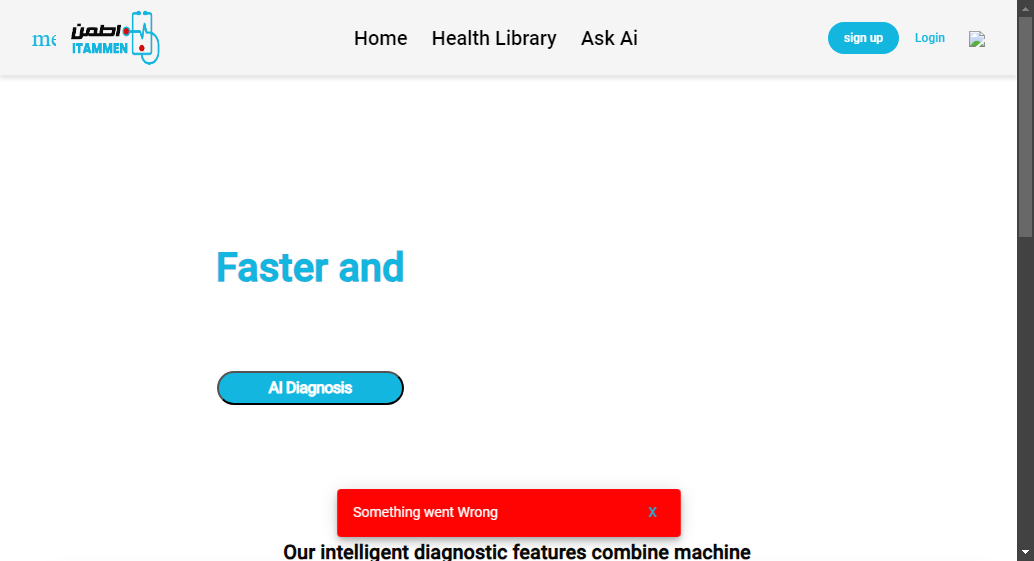 me
اطمن
ITAMMEN
Home
Health Library
Ask Ai
sign up
Login
Faster and
AI Diagnosis
Something went Wrong
X
Our intelligent diagnostic features combine machine